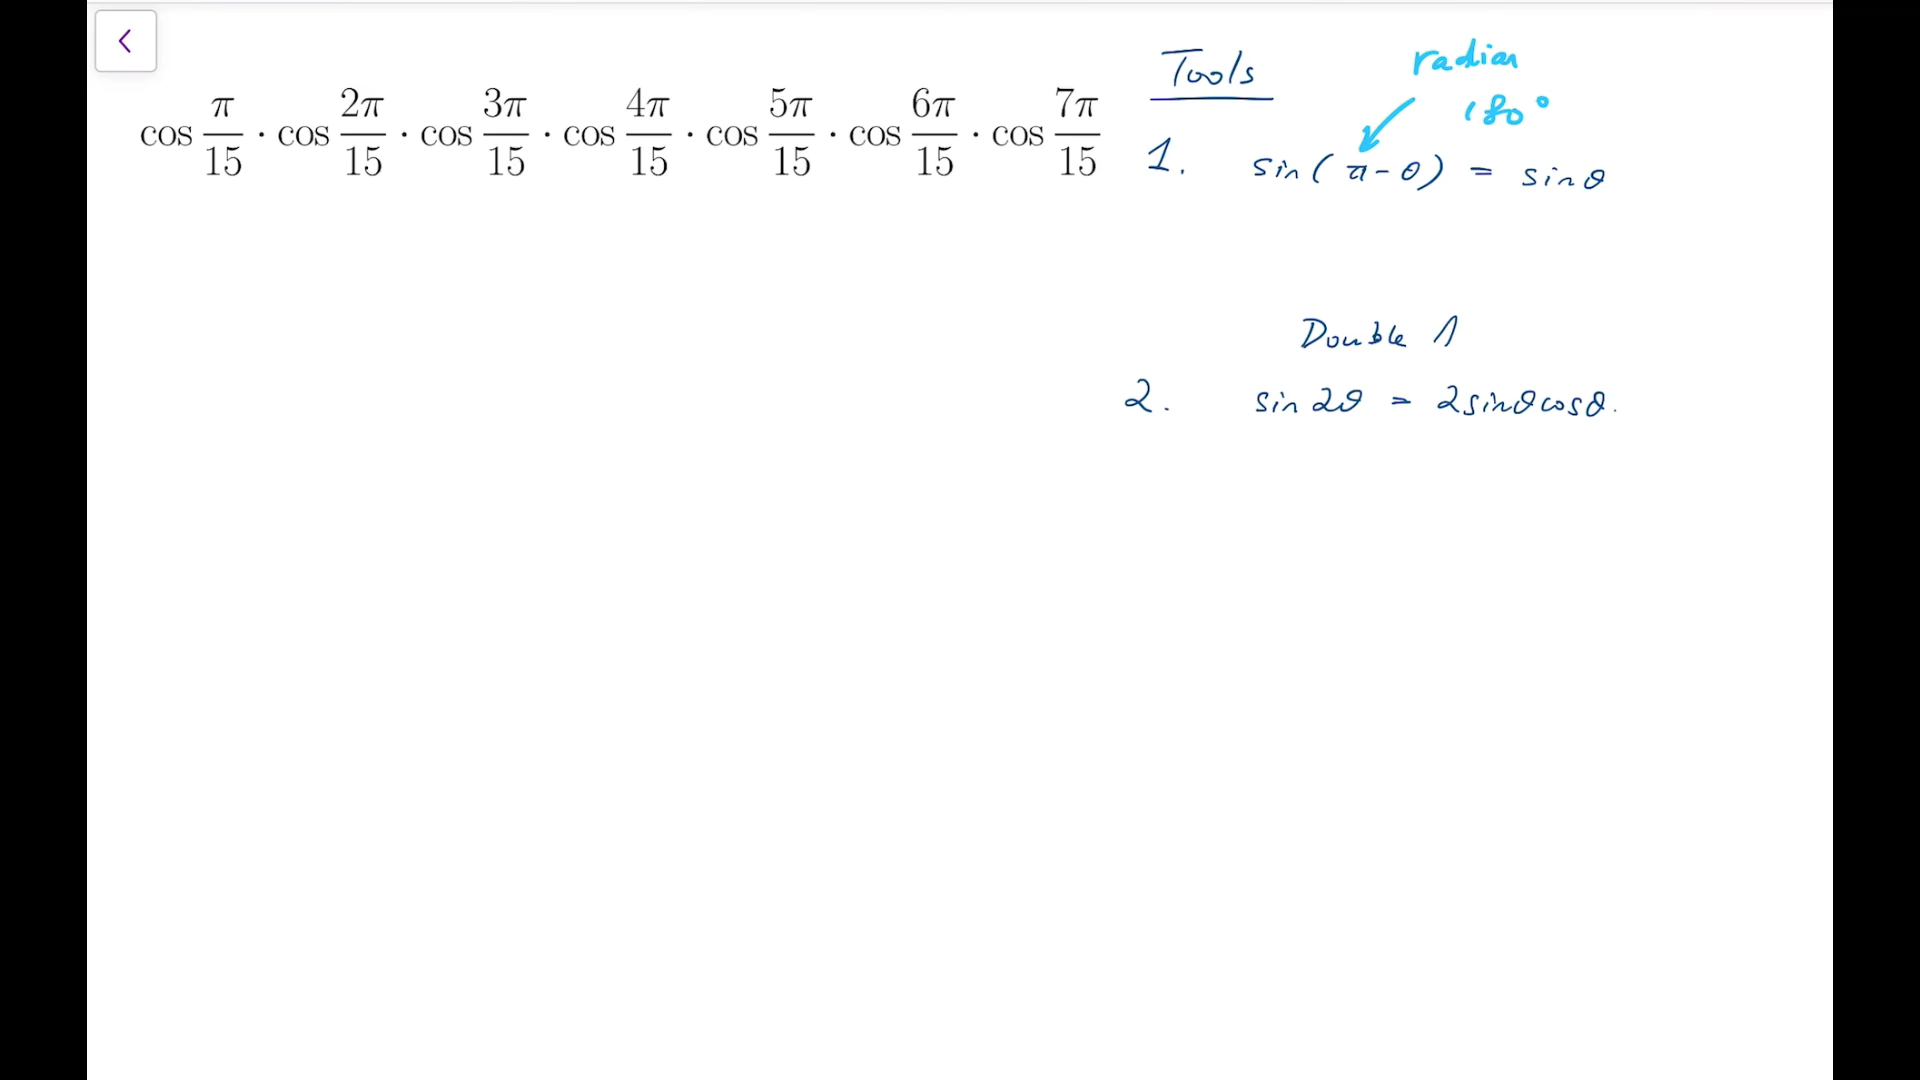 cos π/15 · cos 2π/15 · cos 3π/15 · cos 4π/15 · cos 5π/15 · cos 6π/15 · cos 7π/15
Tools
radian
180°
1. sin(π-θ) = sinθ
Double
2. sin 2θ = 2sinθcosθ.